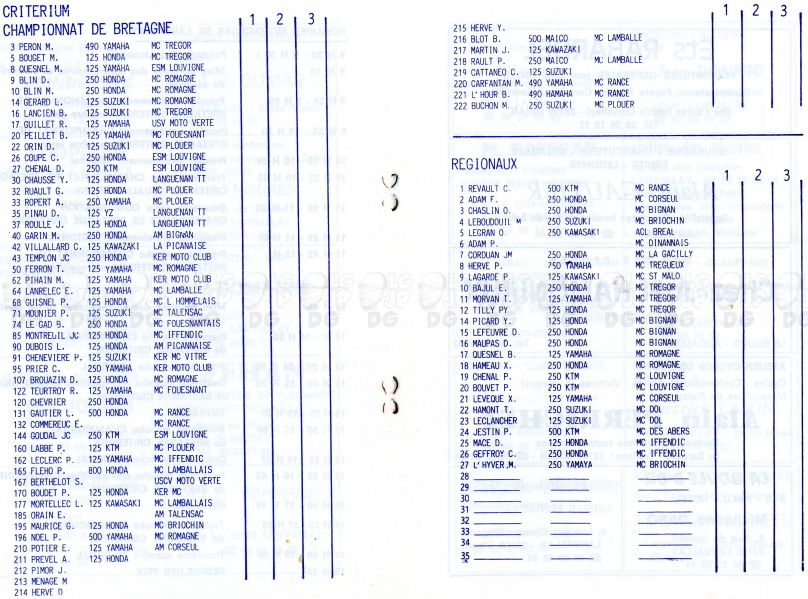 CRITERIUM
CHAMPIONNAT DE BRETAGNE
1 2 3
3 PERON M. 490 YAMAHA MC TREGOR
5 BOUGET M. 125 HONDA MC TREGOR
8 QUESNEL M. 125 YAMAHA ESM LOUVIGNE
9 BLIN D. 250 HONDA MC ROMAGNE
10 BLIN M. 250 HONDA MC ROMAGNE
14 GERARD L. 125 SUZUKI MC ROMAGNE
16 LANCIEN B. 125 SUZUKI MC TREGOR
17 QUILLET R. 125 YAMAHA USV MOTO VERTE
20 PEILLET B. 125 YAMAHA MC FOUESNANT
22 ORIN D. 125 SUZUKI MC PLOUER
26 COUPE C. 250 HONDA ESM LOUVIGNE
27 CHENAL D. 250 KTM ESM LOUVIGNE
30 CHAUSSE Y. 125 HONDA LANGUENAN TT
32 RUAULT G. 125 HONDA MC PLOUER
33 ROPERT A. 250 YAMAHA MC PLOUER
35 PINAU D. 125 YZ LANGUENAN TT
37 ROULLE J. 125 HONDA LANGUENAN TT
40 GARIN M. 250 HONDA AM BIGNAN
42 VILLALLARD C. 125 KAWAZAKI LA PICANAISE
43 TEMPLON JC 250 HONDA KER MOTO CLUB
50 FERRON T. 125 YAMAHA MC ROMAGNE
62 PIHAIN M. 125 YAMAHA KER MOTO CLUB
64 LANRELEC E. 125 YAMAHA MC LAMBALLE
68 GUISNEL P. 125 HONDA MC L HOMMELAIS
71 MOUNIER P. 125 SUZUKI MC TALENSAC
74 LE GAD B. 250 HONDA MC FOUESNANTAIS
85 MONTREUIL JC 125 HONDA MC IFFENDIC
90 DUBOIS L. 125 HONDA AM PICANNAISE
91 CHENEVIERE P. 125 SUZUKI KER MC VITRE
95 PRIER C. 250 YAMAHA KER MOTO CLUB
107 BROUAZIN D. 125 HONDA MC ROMAGNE
122 TEURTROY R. 125 YAMAHA MC FOUESNANT
120 CHEVRIER 250 HONDA
131 GAUTIER L. 500 HONDA MC RANCE
132 COMMEREUC E. MC RANCE
144 GOUDAL JC 250 KTM ESM LOUVIGNE
160 LABBE P. 125 KTM MC PLOUER
162 LECLERC P. 125 YAMAHA MC IFFENDIC
165 FLEHO P. 800 HONDA MC LAMBALLAIS
167 BERTHELOT S. USCV MOTO VERTE
170 BOUDET P. 125 HONDA KER MC
177 MORTELLEC L. 125 KAWASAKI MC LAMBALLAIS
185 ORAIN E. AM TALENSAC
195 MAURICE G. 125 HONDA MC BRIOCHIN
196 NOEL P. 500 YAMAHA MC ROMAGNE
210 POTIER E. 125 YAMAHA AM CORSEUL
211 PREVEL A. 125 HONDA
212 PIMOR J.
213 MENAGE M
214 HERVE D
1 2 3
215 HERVE Y.
216 BLOT B. 500 MAICO MC LAMBALLE
217 MARTIN J. 125 KAWAZAKI
218 RAULT P. 250 MAICO MC LAMBALLE
219 CATTANEO C. 125 SUZUKI
220 CARFANTAN M. 490 YAMAHA MC RANCE
221 L'HOUR B. 490 HAMAHA MC RANCE
222 BUCHON M. 250 SUZUKI MC PLOUER
REGIONAUX
1 2 3
1 REVAULT C. 500 KTM MC RANCE
2 ADAM F. 250 HONDA MC CORSEUL
3 CHASLIN O. 250 HONDA MC BIGNAN
4 LEBOUDOUIL M 250 SUZUKI MC BRIOCHIN
5 LEGRAN O 250 KAWASAKI ACL BREAL
6 ADAM P. MC DINANNAIS
7 CORDUAN JM 250 HONDA MC LA GACILLY
8 HERVE P. 750 YAMAHA MC TREGUEUX
9 LAGARDE P. 125 KAWASAKI MC ST MALO
10 BAJUL E. 250 HONDA MC TREGOR
11 MORVAN T. 125 YAMAHA MC TREGOR
12 TILLY PY. 125 HONDA MC TREGOR
14 PICARD Y. 125 HONDA MC BIGNAN
15 LEFEUVRE D. 250 HONDA MC BIGNAN
16 MAUPAS D. 250 HONDA MC BIGNAN
17 QUESNEL B. 125 YAMAHA MC ROMAGNE
18 HAMEAU X. 250 HONDA MC ROMAGNE
19 CHENAL P. 250 KTM MC LOUVIGNE
20 BOUVET P. 250 KTM MC LOUVIGNE
21 LEVEQUE X. 125 YAMAHA MC ROMAGNE
22 HAMONT T. 250 SUZUKI MC DOL
23 LECLANCHER 125 SUZUKI MC DOL
24 JESTIN P. 500 KTM MC DES ABERS
25 MACE D. 125 HONDA MC IFFENDIC
26 GEFFROY C. 250 HONDA MC IFFENDIC
27 L'HYVER.M. 250 YAMAYA MC BRIOCHIN
28
29
30
31
32
33
34
35